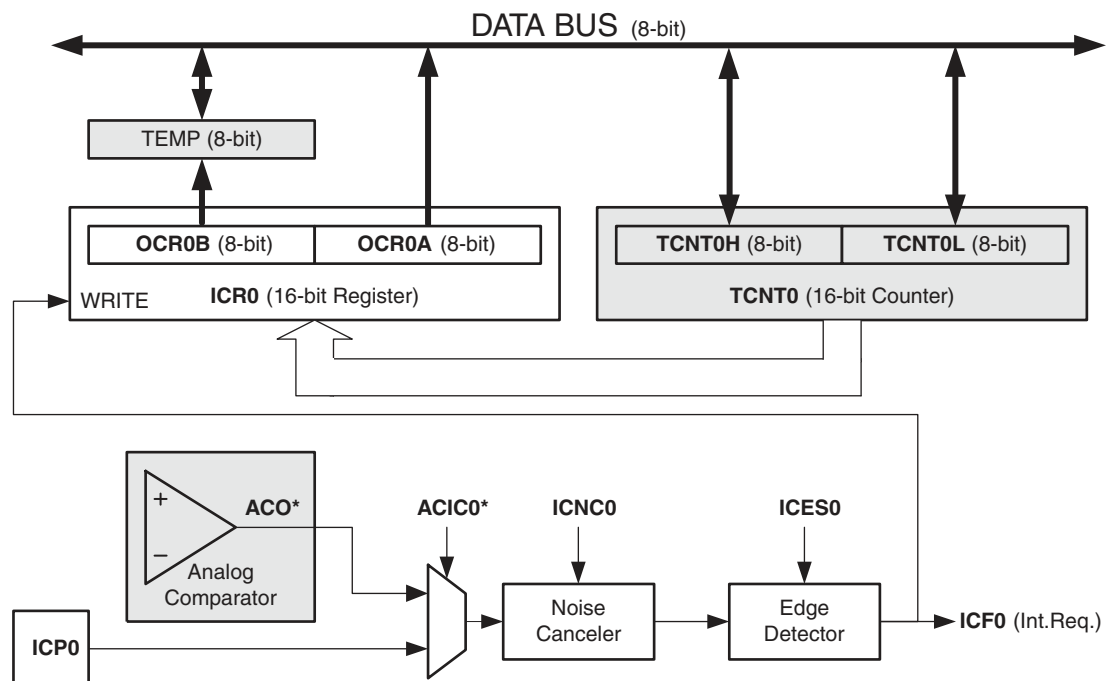 DATA BUS (8-bit)
TEMP (8-bit)
OCR0B (8-bit) OCR0A (8-bit)
TCNT0H (8-bit) TCNT0L (8-bit)
WRITE ICR0 (16-bit Register)
TCNT0 (16-bit Counter)
+
ACO*
−
Analog
Comparator
ACIC0*
ICNC0
ICES0
Noise
Canceler
Edge
Detector
ICF0 (Int.Req.)
ICP0